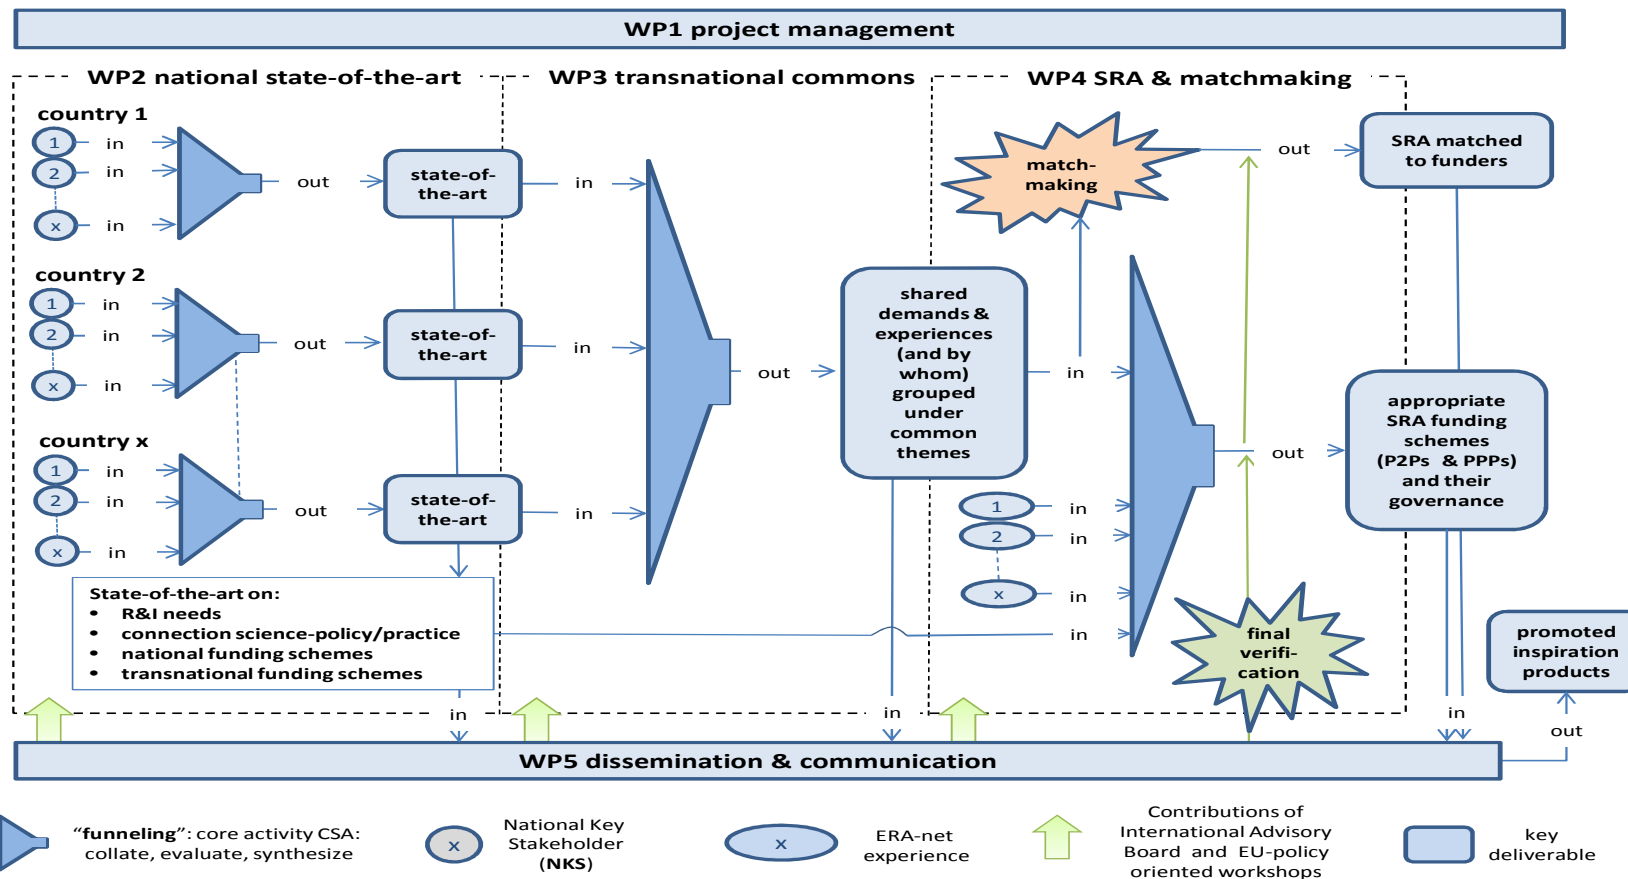 WP1 project management
WP2 national state-of-the-art
WP3 transnational commons
WP4 SRA & matchmaking
country 1
1
in
2
in
x
in
out
state-of-
the-art
in
country 2
1
in
2
in
x
in
out
state-of-
the-art
in
country x
1
in
2
in
x
in
out
state-of-
the-art
in
State-of-the-art on:
• R&I needs
• connection science-policy/practice
• national funding schemes
• transnational funding schemes
in
out
shared
demands &
experiences
(and by
whom)
grouped
under
common
themes
in
in
match-
making
out
SRA matched
to funders
1
in
2
in
x
in
in
out
appropriate
SRA funding
schemes
(P2Ps & PPPs)
and their
governance
final
verifi-
cation
in
promoted
inspiration
products
out
WP5 dissemination & communication
"funneling": core activity CSA:
collate, evaluate, synthesize
x
National Key
Stakeholder
(NKS)
x
ERA-net
experience
Contributions of
International Advisory
Board and EU-policy
oriented workshops
key
deliverable